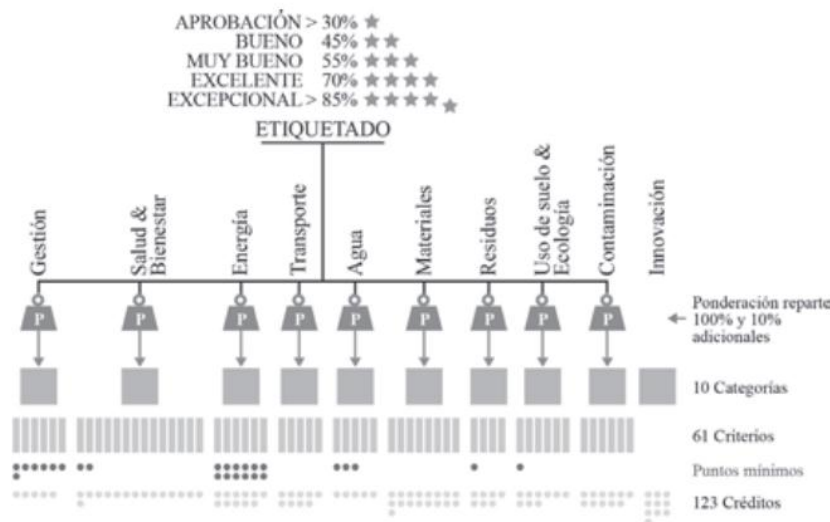 APROBACIÓN > 30%
BUENO 45%
MUY BUENO 55%
EXCELENTE 70%
EXCEPCIONAL > 85%
ETIQUETADO
Gestión
Salud &
Bienestar
Energía
Transporte
Agua
Materiales
Residuos
Uso de suelo &
Ecología
Contaminación
Innovación
P P P P P P P P P
Ponderación reparte
100% y 10%
adicionales
10 Categorías
61 Criterios
Puntos mínimos
123 Créditos